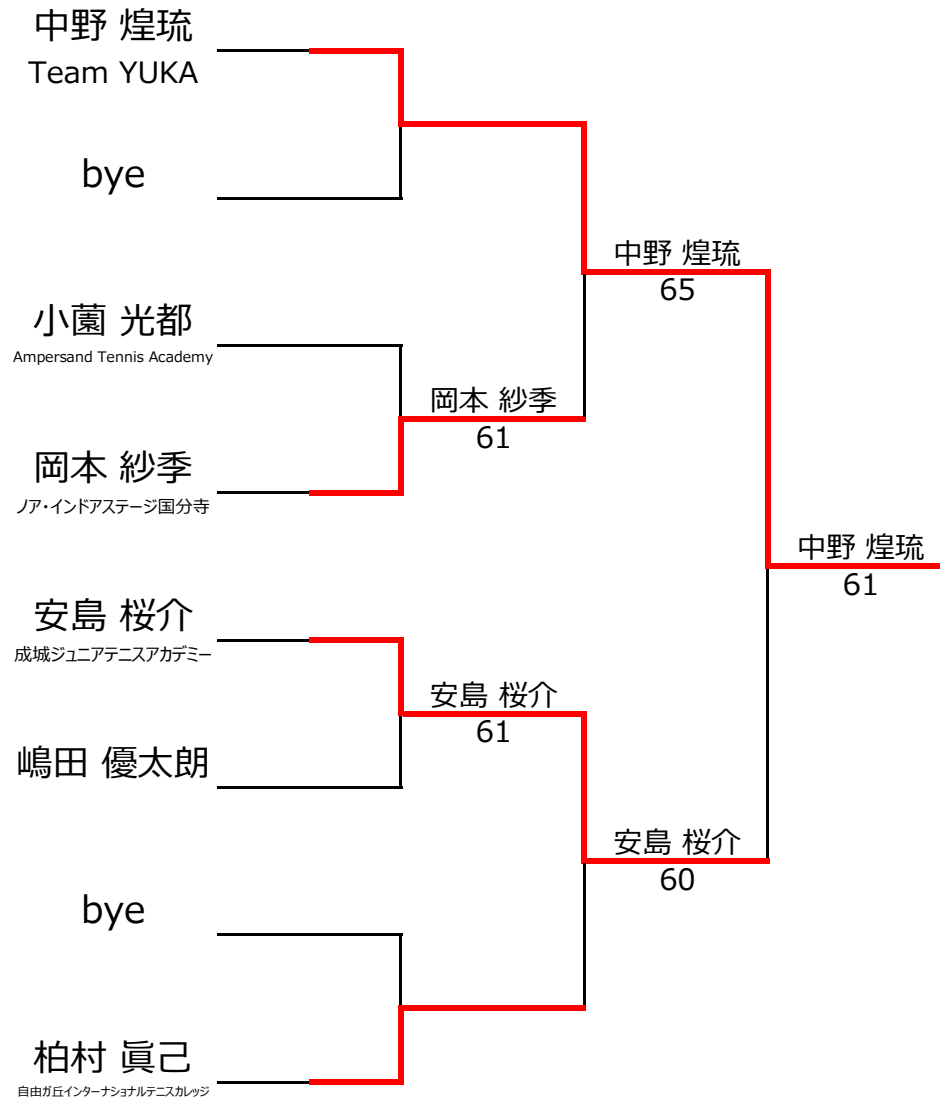 中野 煌琉
Team YUKA
bye
小薗 光都
Ampersand Tennis Academy
岡本 紗季
ノア・インドアステージ国分寺
安島 桜介
成城ジュニアテニスアカデミー
嶋田 優太朗
bye
柏村 眞己
自由ガ丘インターナショナルテニスカレッジ
岡本 紗季
61
安島 桜介
61
中野 煌琉
65
安島 桜介
60
中野 煌琉
61